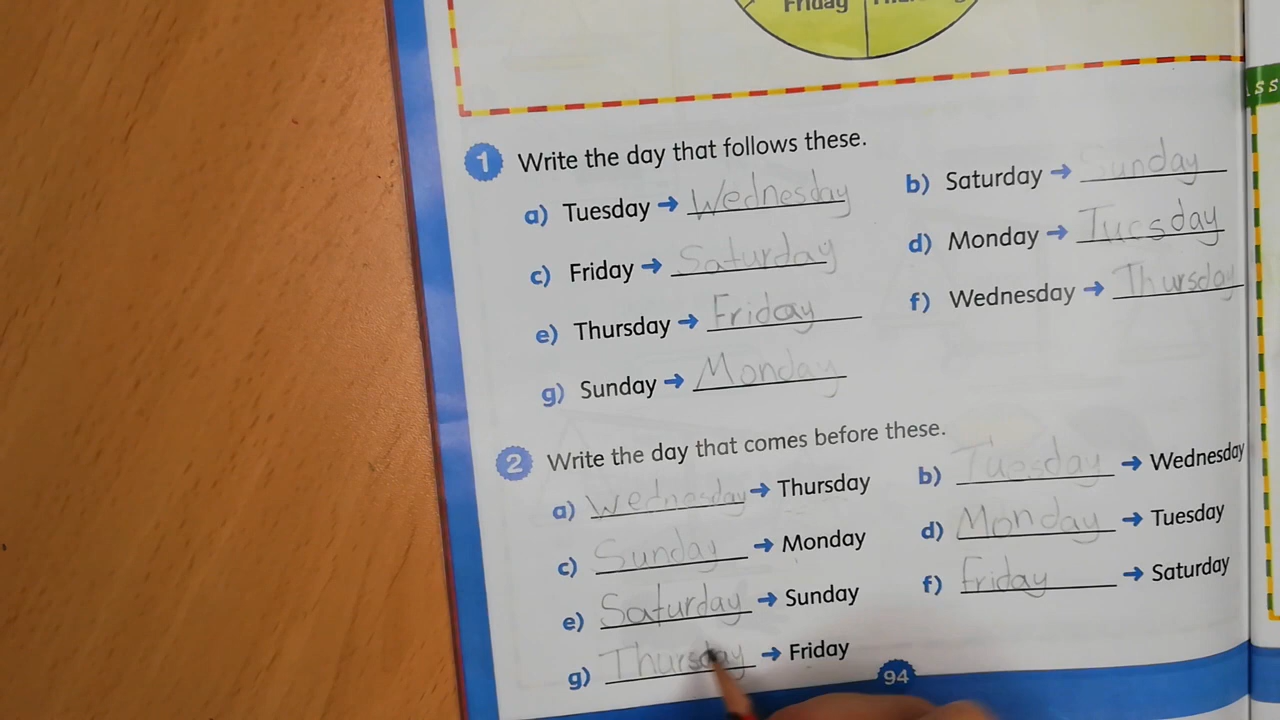 Friday
1 Write the day that follows these.
a) Tuesday → Wednesday b) Saturday → Sunday
c) Friday → Saturday d) Monday → Tuesday
e) Thursday → Friday f) Wednesday → Thursday
g) Sunday → Monday
2 Write the day that comes before these.
a) Wednesday → Thursday b) Tuesday → Wednesday
c) Sunday → Monday d) Monday → Tuesday
e) Saturday → Sunday f) Friday → Saturday
g) Thursday → Friday
94